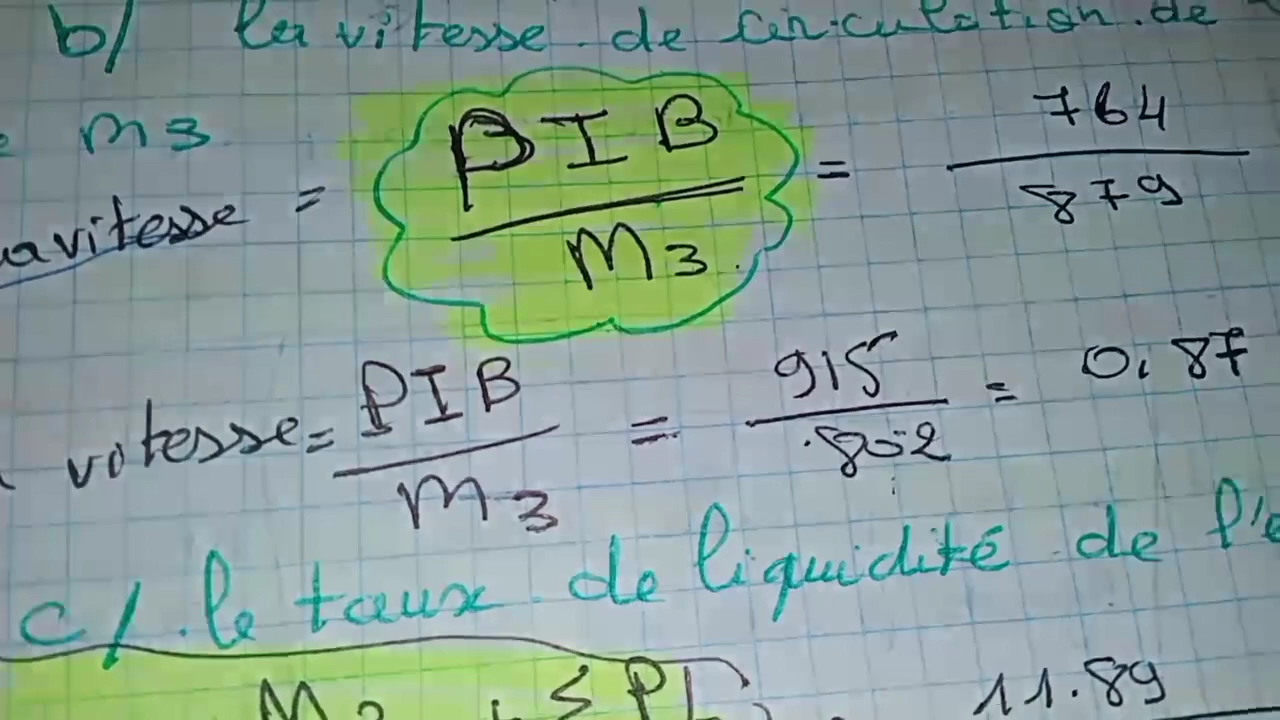 b/ la vitesse de circulation de
e m3
la vitesse = PIB / M3 = 764 / 879
vitesse = PIB / M3 = 915 / 802 = 0,87
c/ le taux de liquidité de l'é
11.89